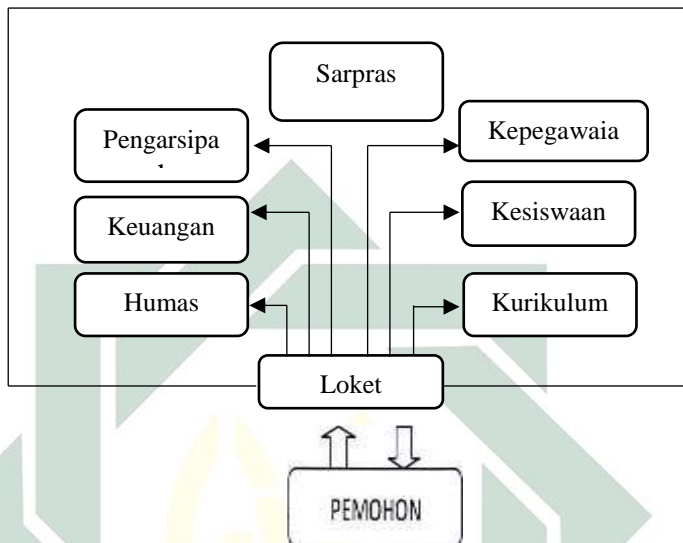 Sarpras
Pengarsipa
Kepegawaia
Keuangan
Kesiswaan
Humas
Kurikulum
Loket
PEMOHON